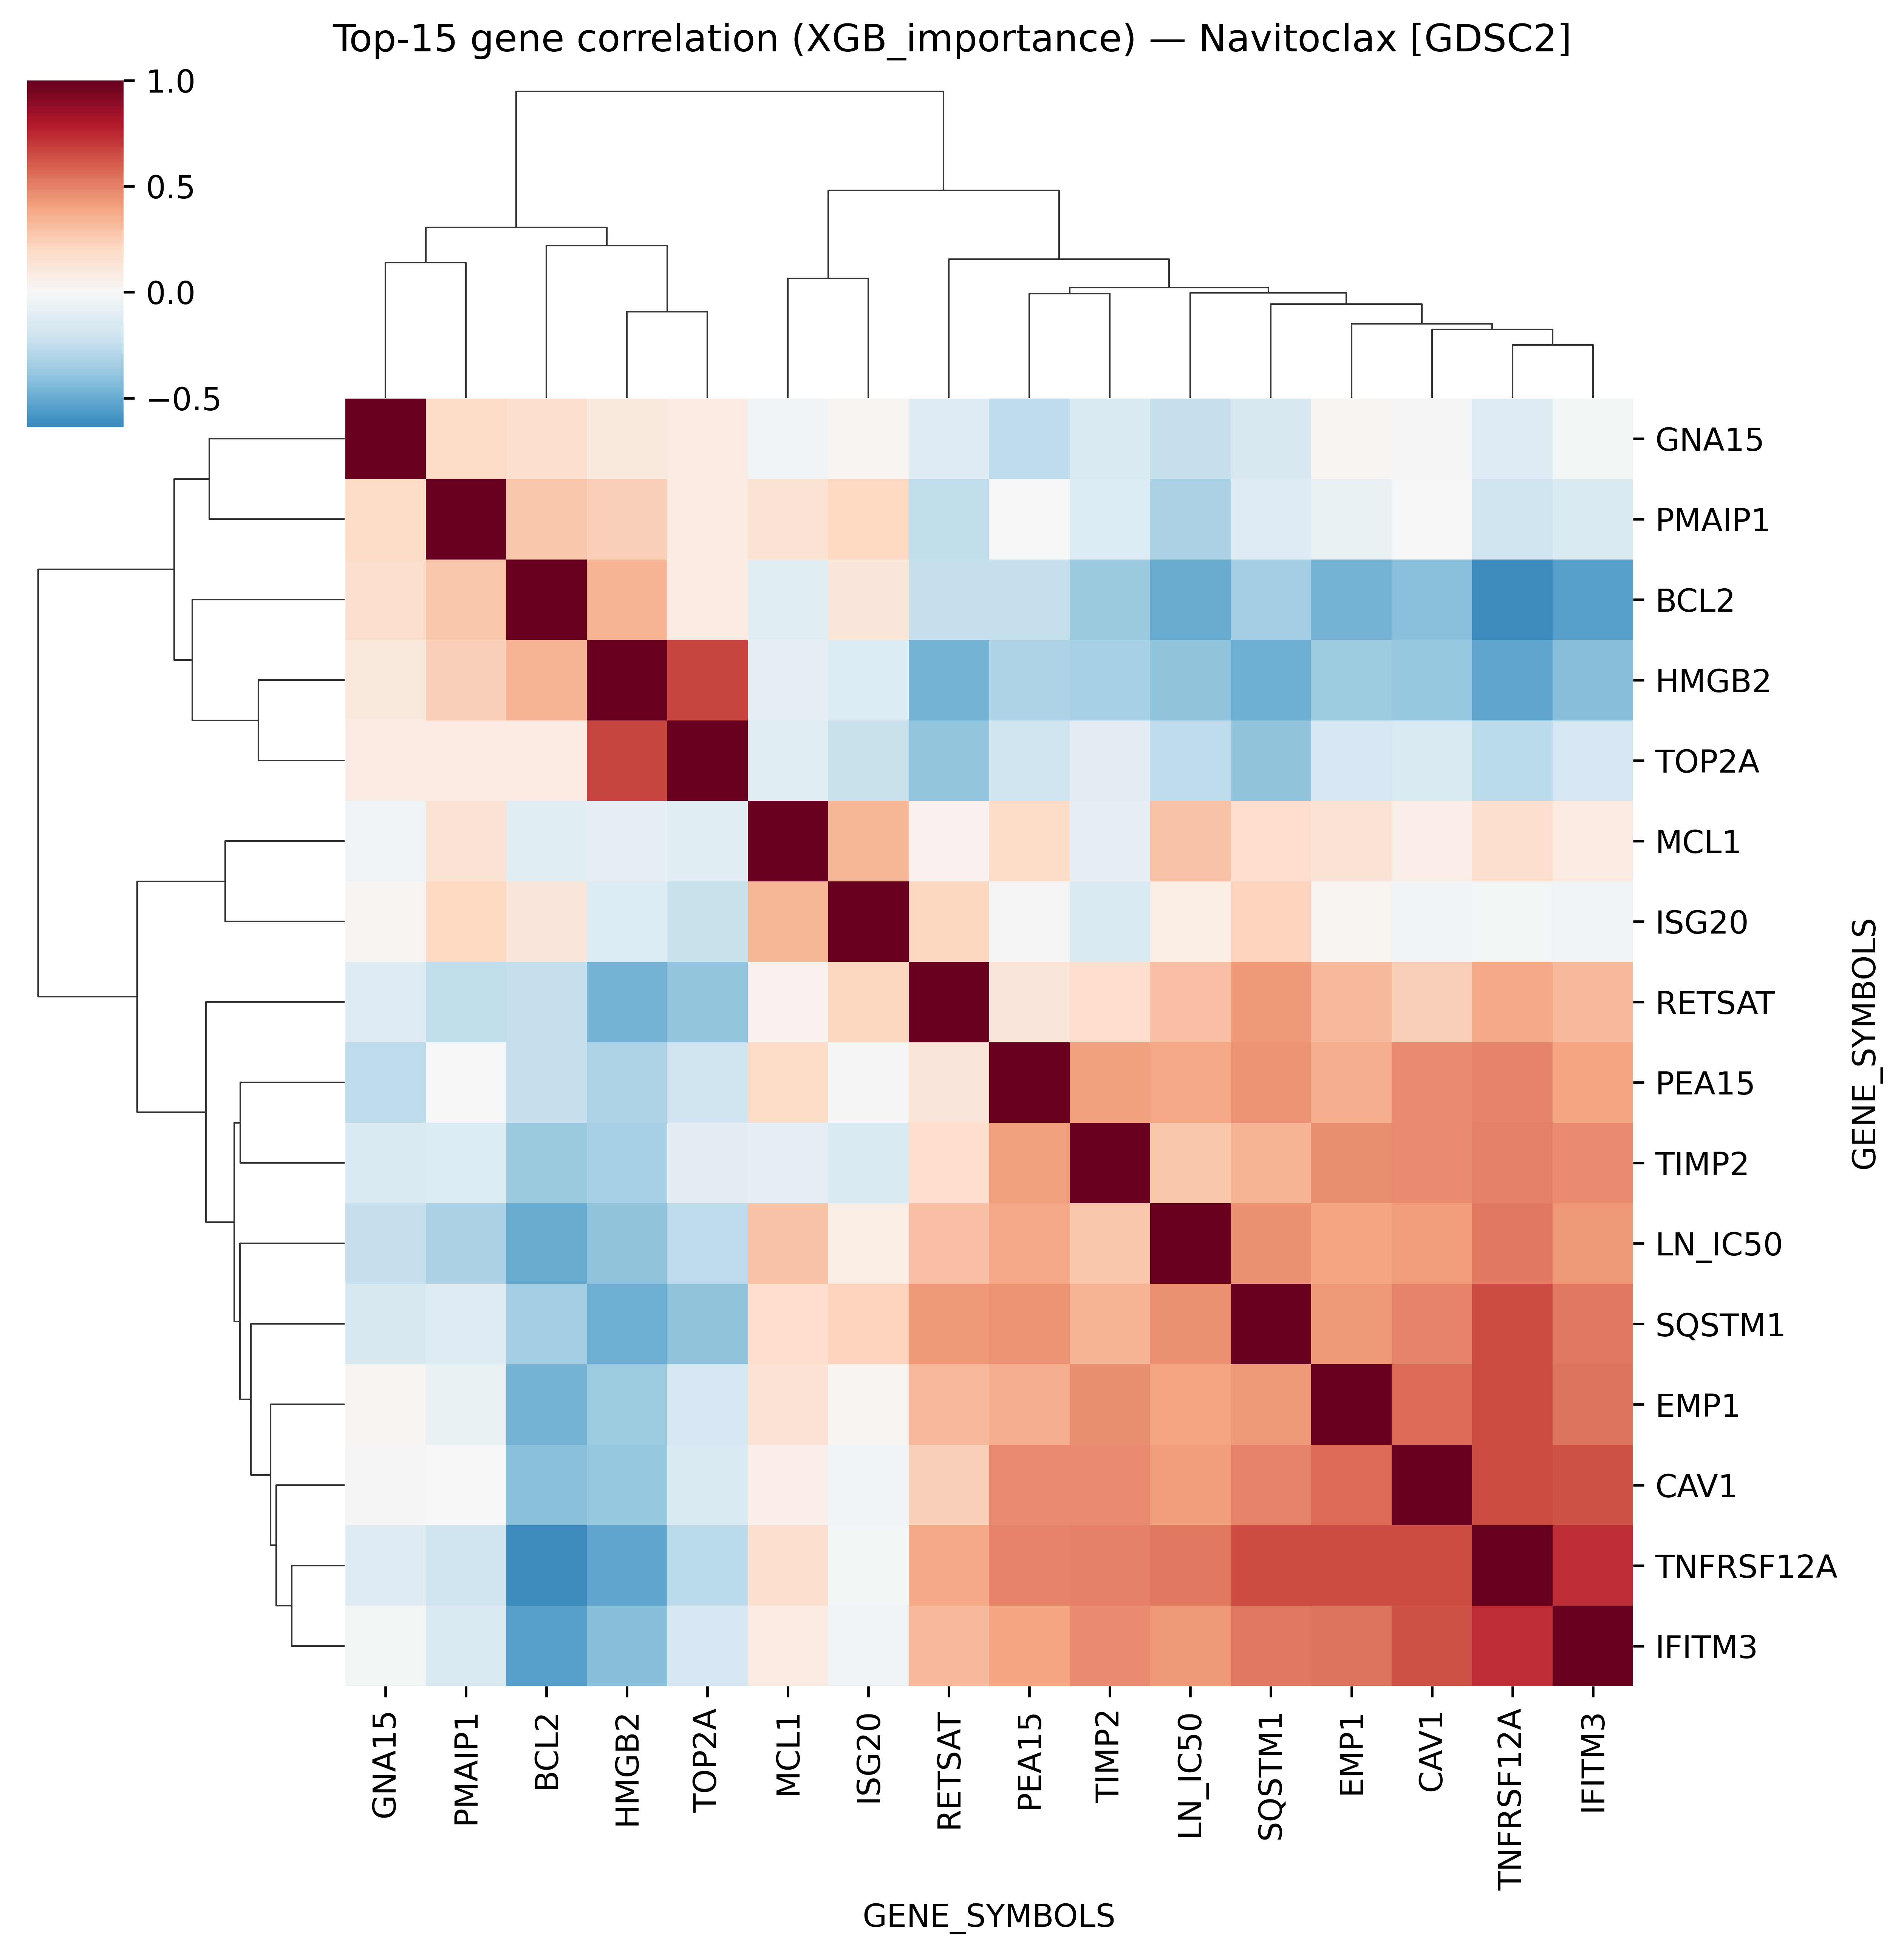 Top-15 gene correlation (XGB_importance) — Navitoclax [GDSC2]
1.0
0.5
0.0
−0.5
GNA15
PMAIP1
BCL2
HMGB2
TOP2A
MCL1
ISG20
RETSAT
PEA15
TIMP2
LN_IC50
SQSTM1
EMP1
CAV1
TNFRSF12A
IFITM3
GENE_SYMBOLS
GNA15
PMAIP1
BCL2
HMGB2
TOP2A
MCL1
ISG20
RETSAT
PEA15
TIMP2
LN_IC50
SQSTM1
EMP1
CAV1
TNFRSF12A
IFITM3
GENE_SYMBOLS